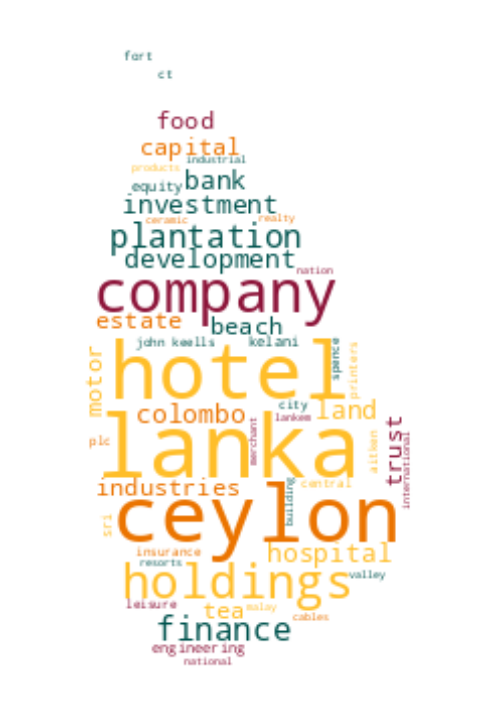 fort
ct
food
capital
industrial
products
equity bank
investment
ceramic realty
plantation
development
nation
company
estate beach
john keells kelani
spence
printers
motor
hotel
city
lankem
land
colombo
plc
lanka
merchant
aitken
trust
international
industries
building
central
sri
ceylon
insurance
hospital
resorts
valley
holdings
leisure
tea malay
cables
finance
engineering
national